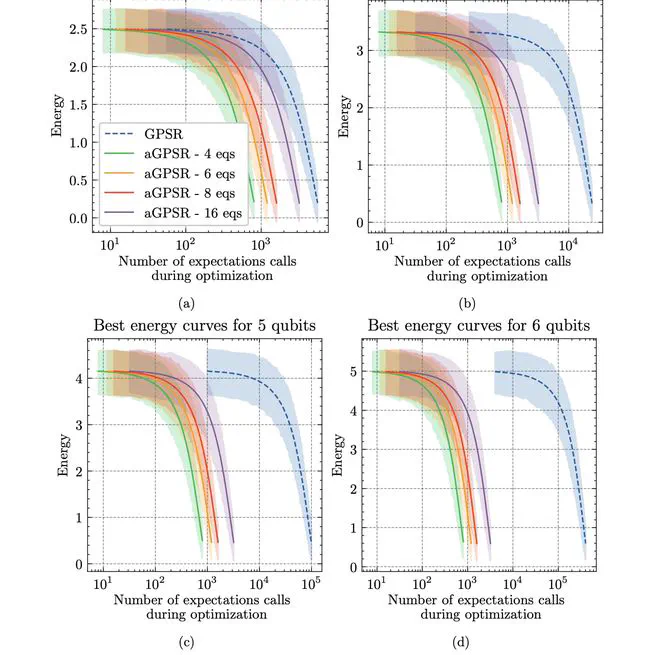 2.5
2.0
1.5
1.0
0.5
0.0
Energy
GPSR
aGPSR - 4 eqs
aGPSR - 6 eqs
aGPSR - 8 eqs
aGPSR - 16 eqs
10¹ 10² 10³
Number of expectations calls
during optimization
(a)
3
2
1
0
Energy
10¹ 10² 10³ 10⁴
Number of expectations calls
during optimization
(b)
Best energy curves for 5 qubits
4
3
2
1
0
Energy
10¹ 10² 10³ 10⁴ 10⁵
Number of expectations calls
during optimization
(c)
Best energy curves for 6 qubits
5
4
3
2
1
0
Energy
10¹ 10² 10³ 10⁴ 10⁵
Number of expectations calls
during optimization
(d)